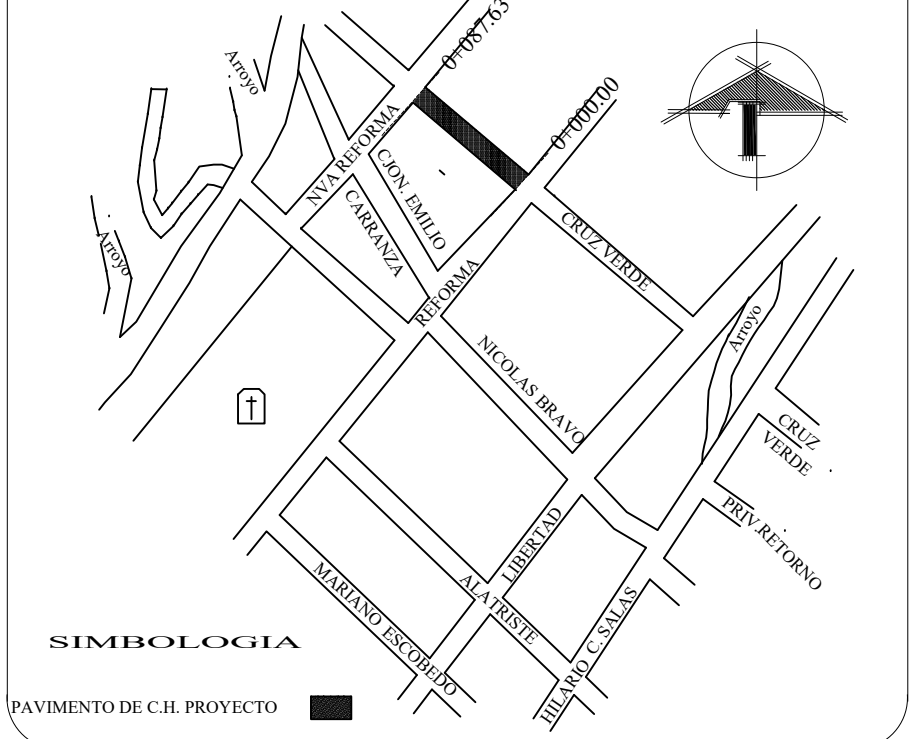 0+087.63
Arroyo
0+000.00
NVA REFORMA
CJON. EMILIO
CARRANZA
CRUZ VERDE
Arroyo
REFORMA
Arroyo
NICOLAS BRAVO
CRUZ
VERDE
PRIV.RETORNO
LIBERTAD
ALATRISTE
MARIANO ESCOBEDO
HILARIO C. SALAS
SIMBOLOGIA
PAVIMENTO DE C.H. PROYECTO